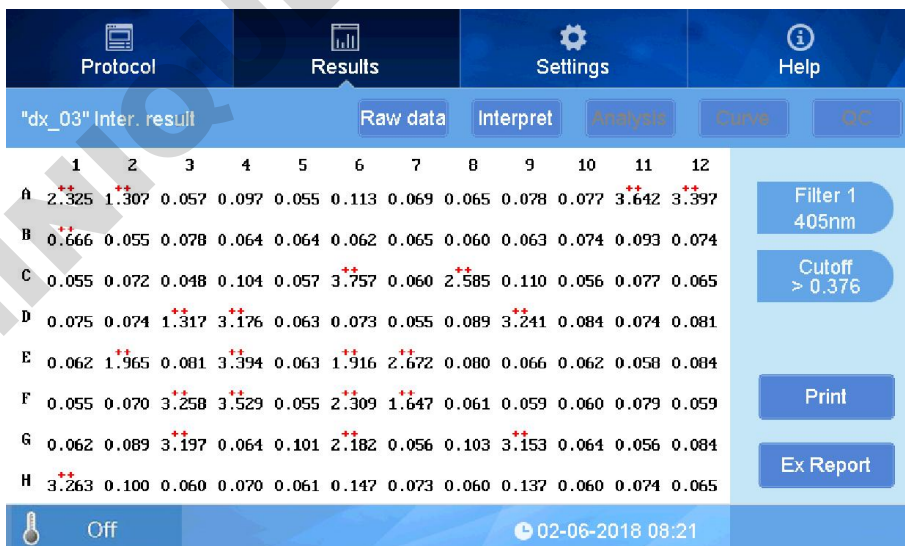 Protocol Results Settings Help
"dx_03" Inter. result Raw data Interpret Analysis Curve QC
1 2 3 4 5 6 7 8 9 10 11 12
++ ++ ++ ++
A 2.325 1.307 0.057 0.097 0.055 0.113 0.069 0.065 0.078 0.077 3.642 3.397
++
B 0.666 0.055 0.078 0.064 0.064 0.062 0.065 0.060 0.063 0.074 0.093 0.074
++ ++
C 0.055 0.072 0.048 0.104 0.057 3.757 0.060 2.585 0.110 0.056 0.077 0.065
++ ++ ++
D 0.075 0.074 1.317 3.176 0.063 0.073 0.055 0.089 3.241 0.084 0.074 0.081
++ ++ ++ ++
E 0.062 1.965 0.081 3.394 0.063 1.916 2.672 0.080 0.066 0.062 0.058 0.084
++ ++ ++ ++
F 0.055 0.070 3.258 3.529 0.055 2.309 1.647 0.061 0.059 0.060 0.079 0.059
++ ++ ++
G 0.062 0.089 3.197 0.064 0.101 2.182 0.056 0.103 3.153 0.064 0.056 0.084
++
H 3.263 0.100 0.060 0.070 0.061 0.147 0.073 0.060 0.137 0.060 0.074 0.065
Filter 1
405nm
Cutoff
> 0.376
Print
Ex Report
Off 02-06-2018 08:21